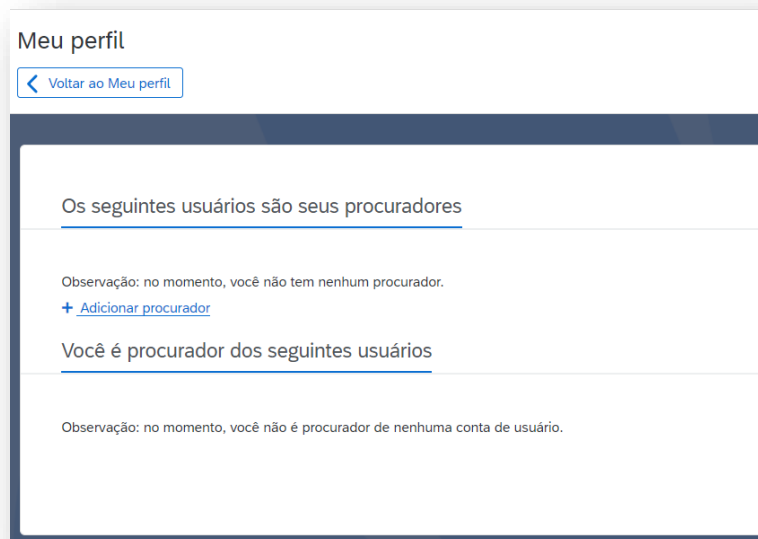 Meu perfil
Voltar ao Meu perfil
Os seguintes usuários são seus procuradores
Observação: no momento, você não tem nenhum procurador.
+ Adicionar procurador
Você é procurador dos seguintes usuários
Observação: no momento, você não é procurador de nenhuma conta de usuário.